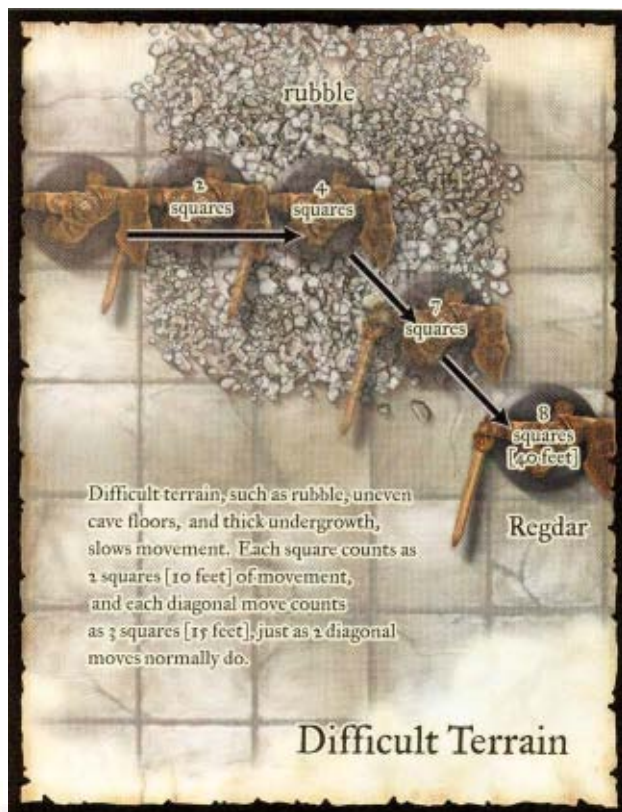 rubble
2
squares
4
squares
7
squares
8
squares
[40 feet]
Regdar
Difficult terrain, such as rubble, uneven
cave floors, and thick undergrowth,
slows movement. Each square counts as
2 squares [10 feet] of movement,
and each diagonal move counts
as 3 squares [15 feet], just as 2 diagonal
moves normally do.
Difficult Terrain